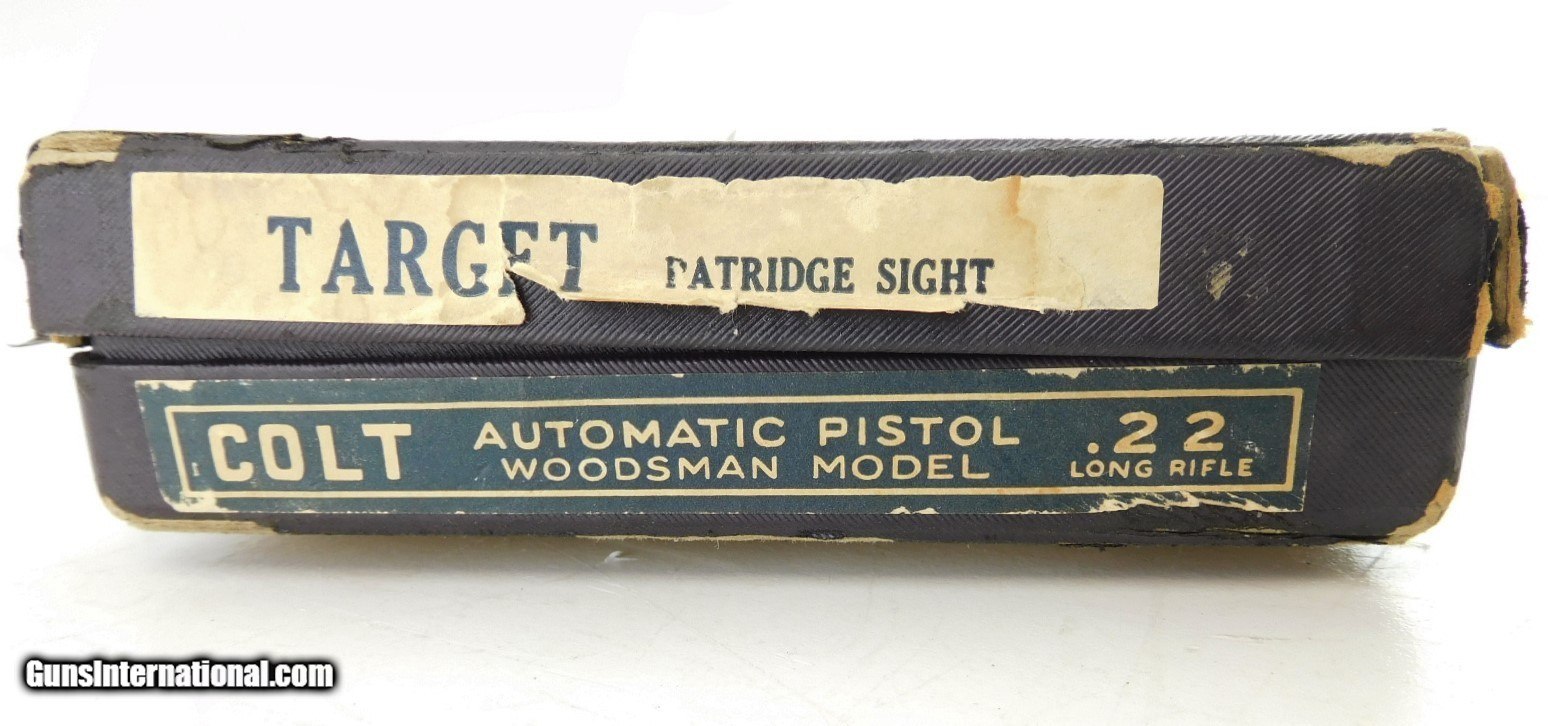 TARGET PATRIDGE SIGHT
COLT AUTOMATIC PISTOL .22
WOODSMAN MODEL LONG RIFLE
GunsInternational.com